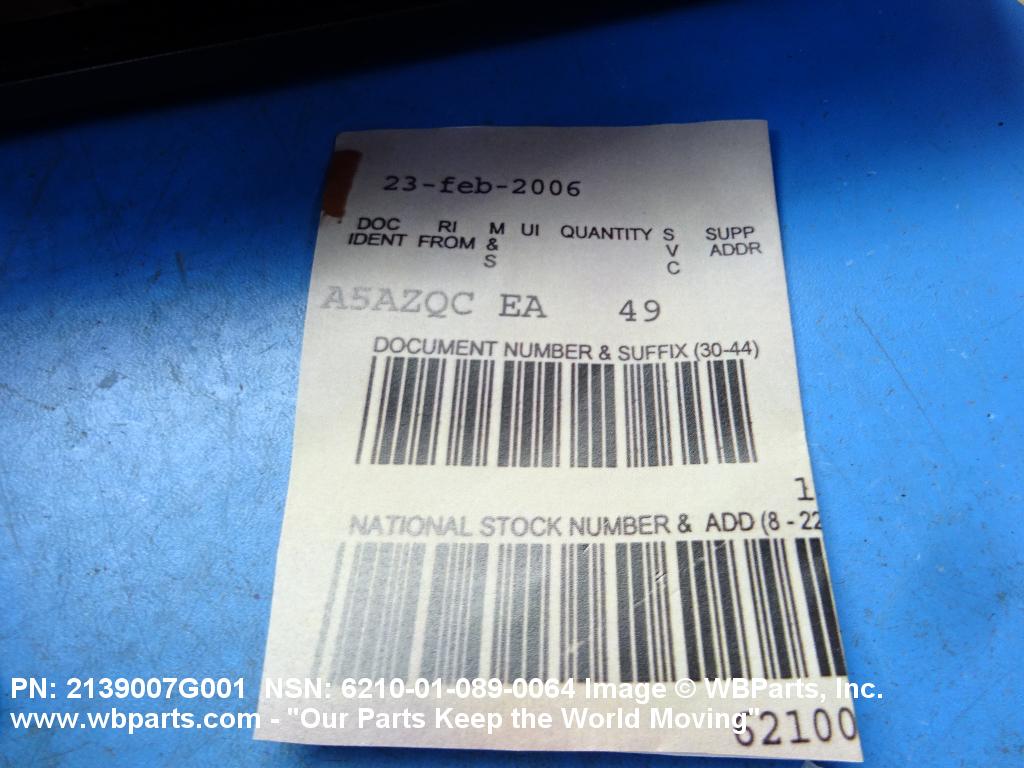 23-feb-2006
DOC RI M UI QUANTITY S SUPP
IDENT FROM & V ADDR
S C
A5AZQC EA 49
DOCUMENT NUMBER & SUFFIX (30-44)
1
NATIONAL STOCK NUMBER & ADD (8 - 22
62100
PN: 2139007G001 NSN: 6210-01-089-0064 Image © WBParts, Inc.
www.wbparts.com - "Our Parts Keep the World Moving"